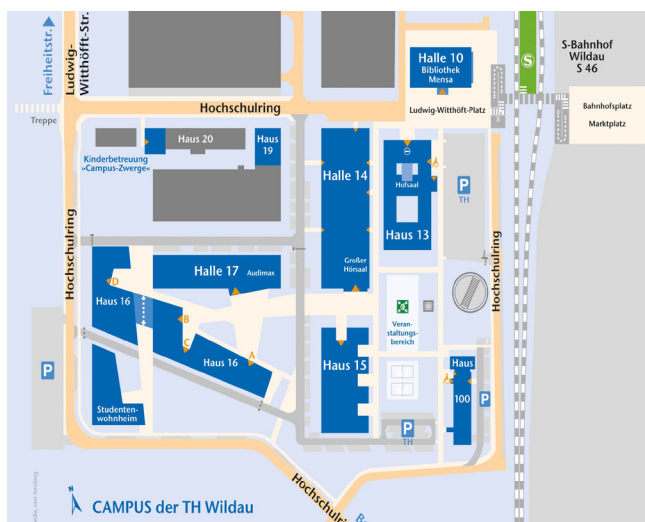 Freiheitstr.
Ludwig-
Witthöfft-Str.
Halle 10
Bibliothek
Mensa
S
S-Bahnhof
Wildau
S 46
Hochschulring
Ludwig-Witthöft-Platz
Bahnhofsplatz
Marktplatz
Treppe
Haus 20
Haus
19
Kinderbetreuung
»Campus-Zwerge«
Halle 14
Hofsaal
P
TH
Haus 13
Hochschulring
Halle 17
Audimax
Großer
Hörsaal
Hochschulring
D
Haus 16
B
C
A
Haus 16
Veran-
staltungs-
bereich
Haus 15
Haus
100
P
P
P
TH
Studenten-
wohnheim
Hochschulring
N
CAMPUS der TH Wildau